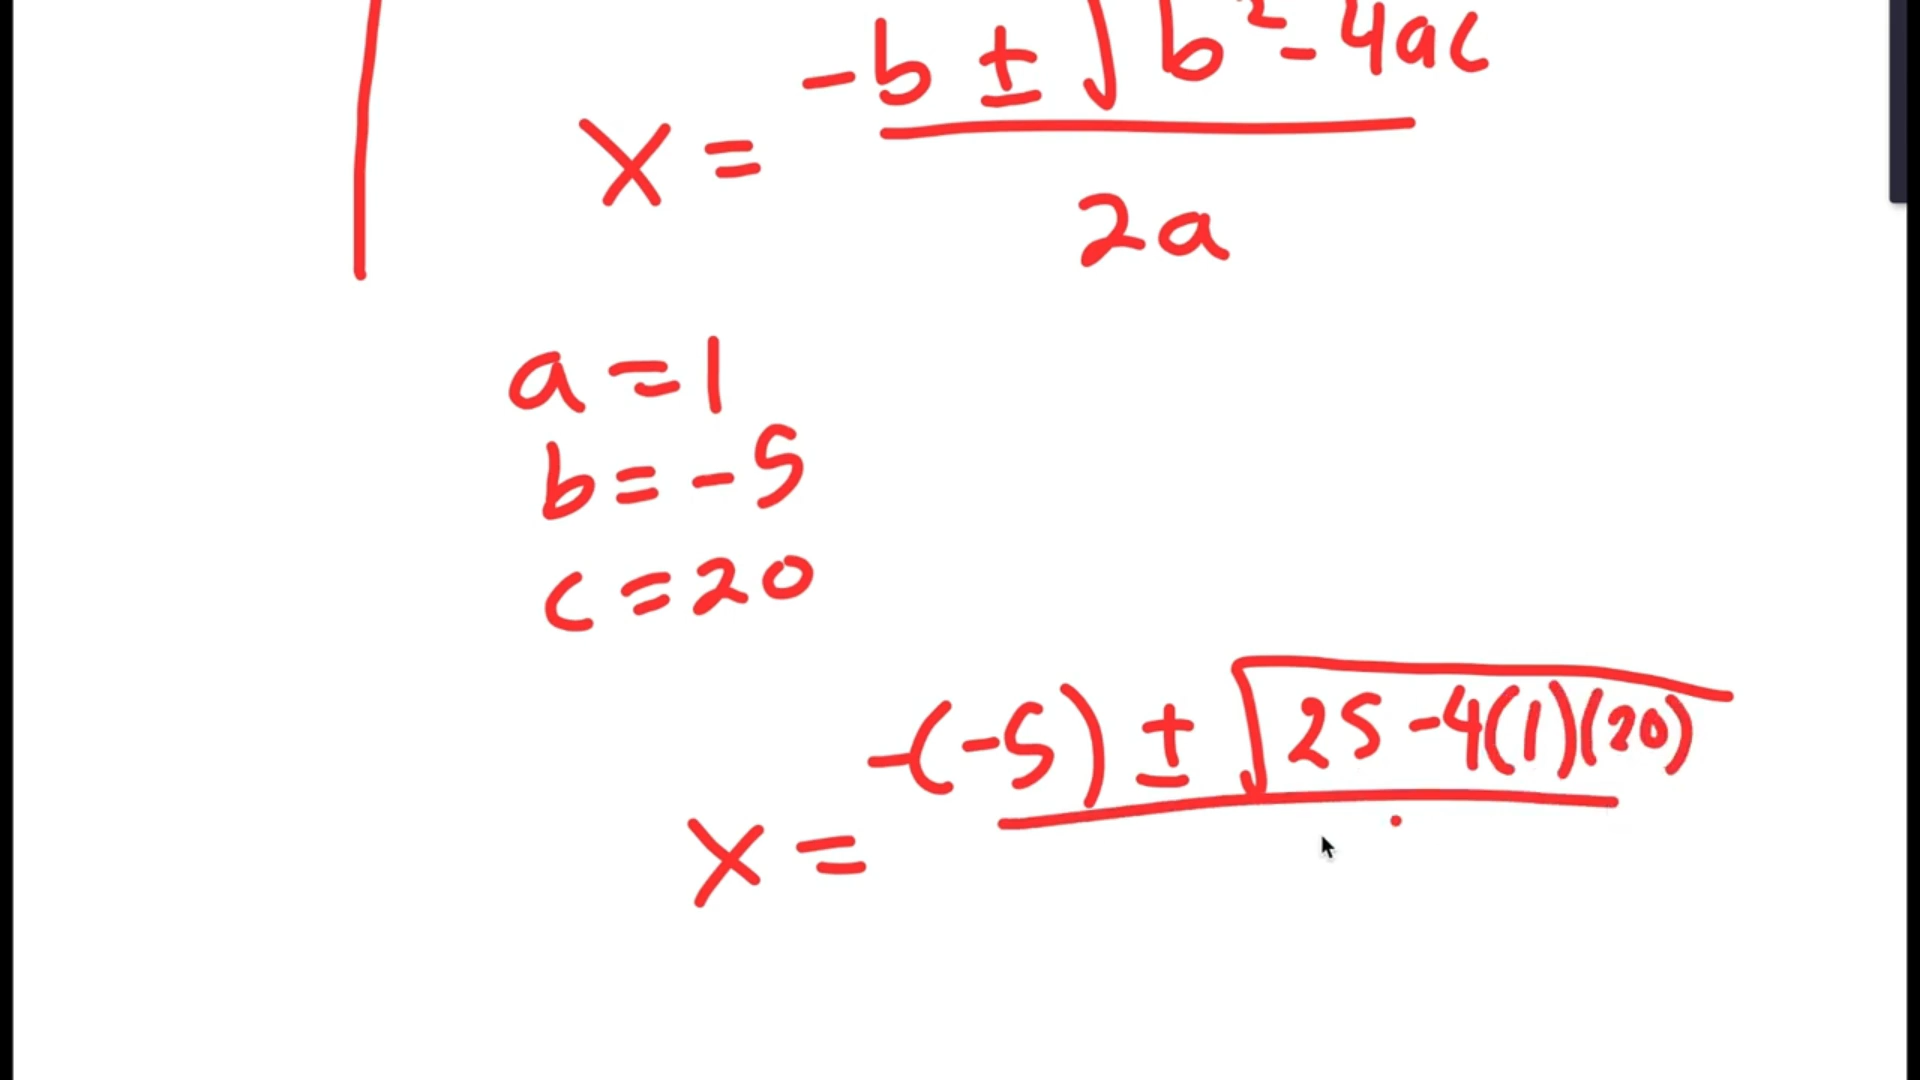 x = -b ± √b²-4ac / 2a
a = 1
b = -5
c = 20
x = -(-5) ± √25-4(1)(20)